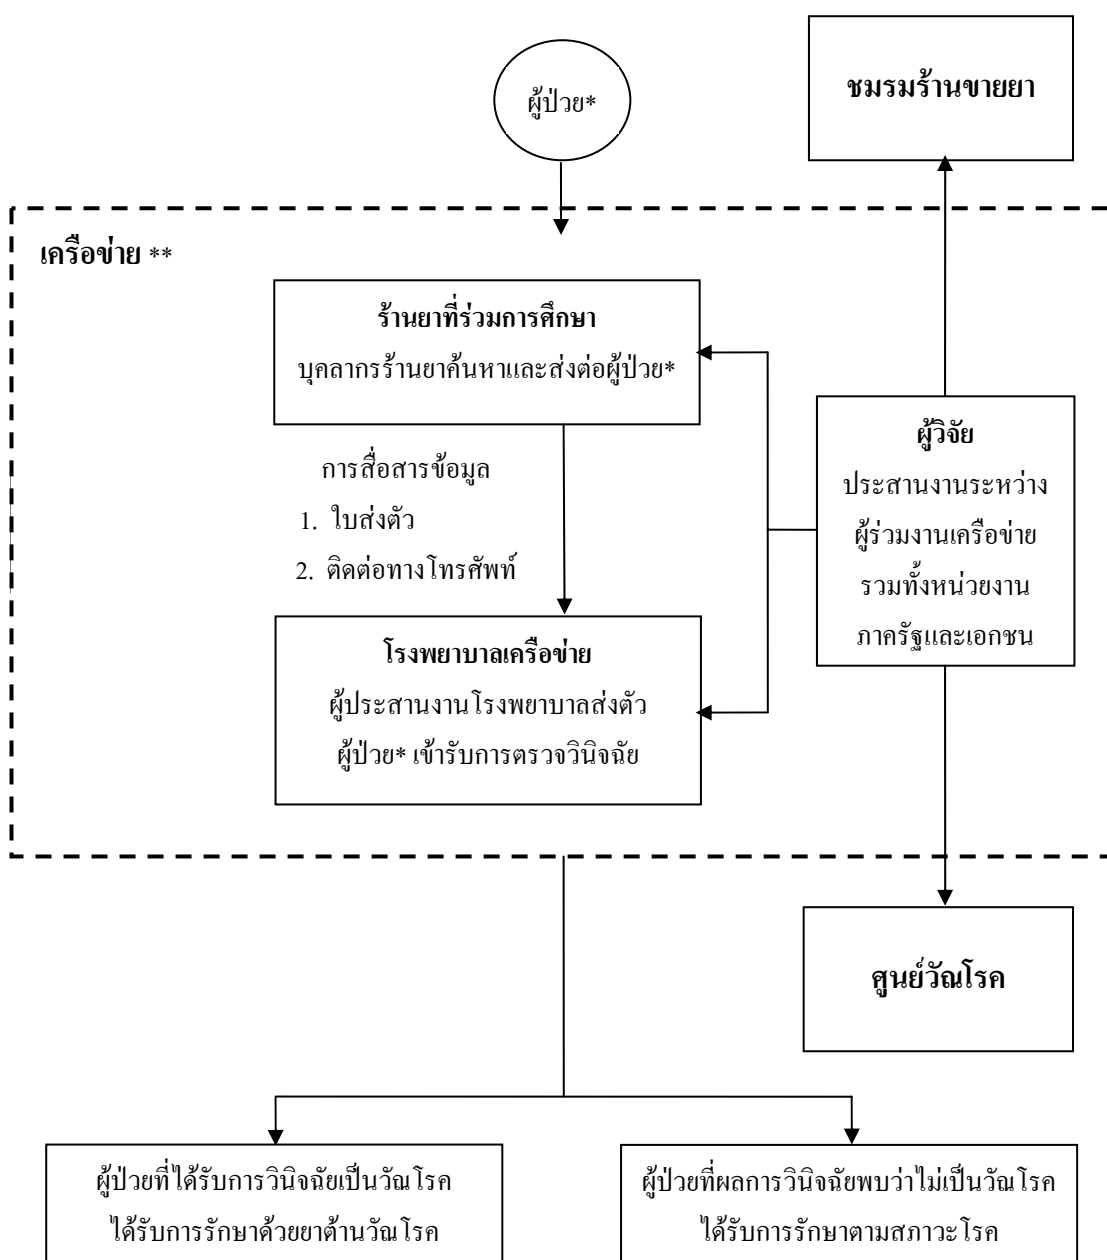 ชมรมร้านขายยา
ผู้ป่วย*
เครือข่าย **
ร้านยาที่ร่วมการศึกษา
บุคลากรร้านยาค้นหาและส่งต่อผู้ป่วย*
การสื่อสารข้อมูล
1. ใบส่งตัว
2. ติดต่อทางโทรศัพท์
ผู้วิจัย
ประสานงานระหว่าง
ผู้ร่วมงานเครือข่าย
รวมทั้งหน่วยงาน
ภาครัฐและเอกชน
โรงพยาบาลเครือข่าย
ผู้ประสานงานโรงพยาบาลส่งตัว
ผู้ป่วย* เข้ารับการตรวจวินิจฉัย
ศูนย์วัณโรค
ผู้ป่วยที่ได้รับการวินิจฉัยเป็นวัณโรค
ได้รับการรักษาด้วยยาต้านวัณโรค
ผู้ป่วยที่ผลการวินิจฉัยพบว่าไม่เป็นวัณโรค
ได้รับการรักษาตามสภาวะโรค